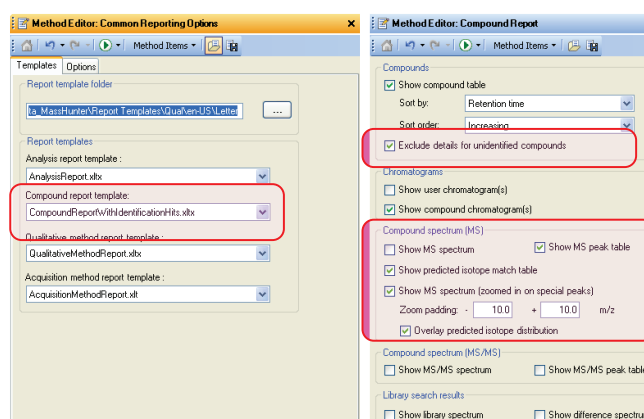 Method Editor: Common Reporting Options
Method Items
Templates Options
Report template folder
ta_MassHunter\Report Templates\Qual\en-US\Letter
...
Report templates
Analysis report template :
AnalysisReport.xltx
Compound report template:
CompoundReportWithIdentificationHits.xltx
Qualitative method report template :
QualitativeMethodReport.xltx
Acquisition method report template :
AcquisitionMethodReport.xlt
Method Editor: Compound Report
Method Items
Compounds
Show compound table
Sort by: Retention time
Sort order: Increasing
Exclude details for unidentified compounds
Chromatograms
Show user chromatogram(s)
Show compound chromatogram(s)
Compound spectrum (MS)
Show MS spectrum Show MS peak table
Show predicted isotope match table
Show MS spectrum (zoomed in on special peaks)
Zoom padding: - 10.0 + 10.0 m/z
Overlay predicted isotope distribution
Compound spectrum (MS/MS)
Show MS/MS spectrum Show MS/MS peak table
Library search results
Show library spectrum Show difference spectru